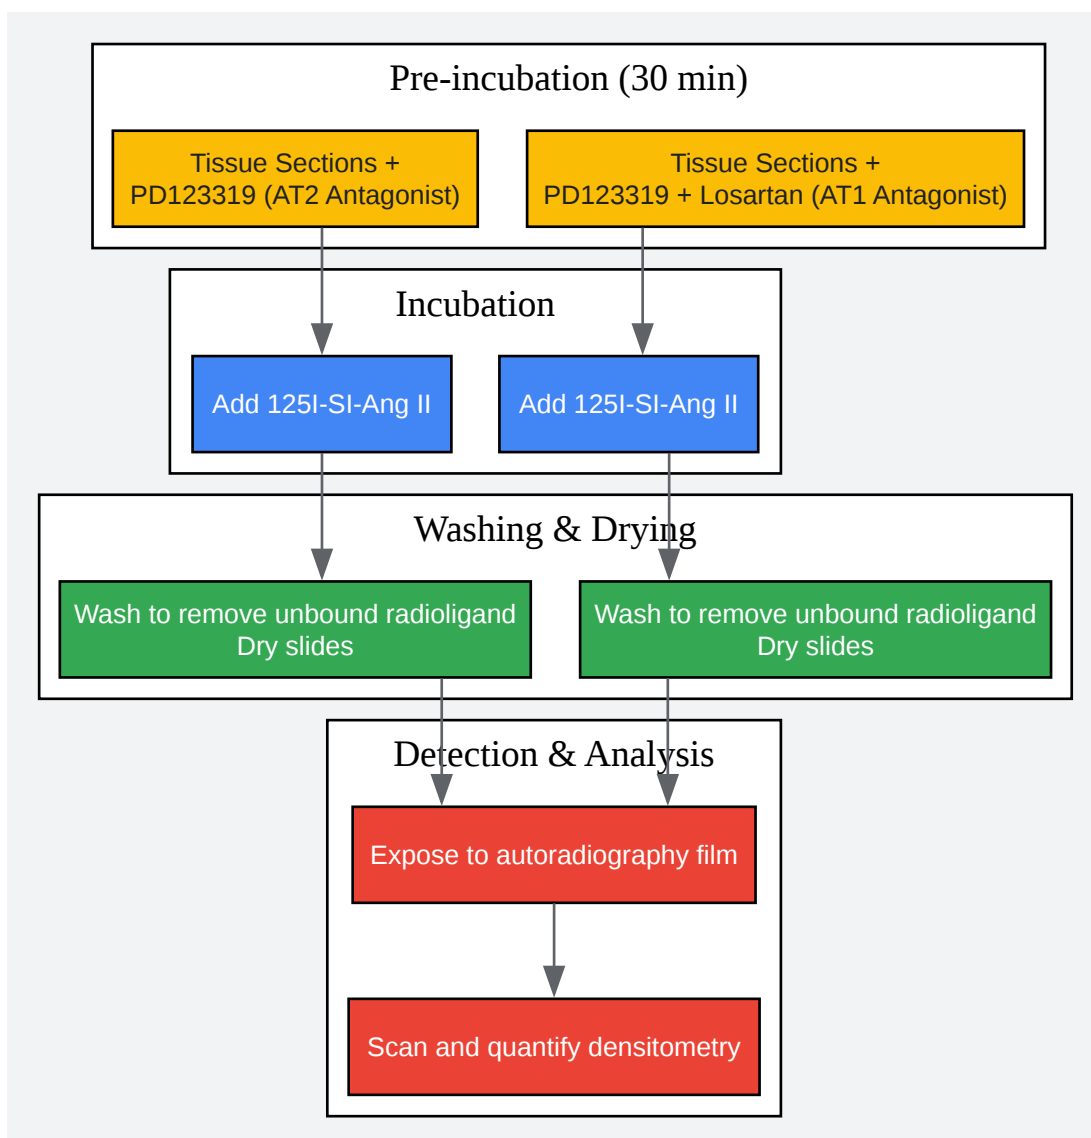 Pre-incubation (30 min)
Tissue Sections +
PD123319 (AT2 Antagonist)
Tissue Sections +
PD123319 + Losartan (AT1 Antagonist)
Incubation
Add 125I-SI-Ang II
Add 125I-SI-Ang II
Washing & Drying
Wash to remove unbound radioligand
Dry slides
Wash to remove unbound radioligand
Dry slides
Detection & Analysis
Expose to autoradiography film
Scan and quantify densitometry